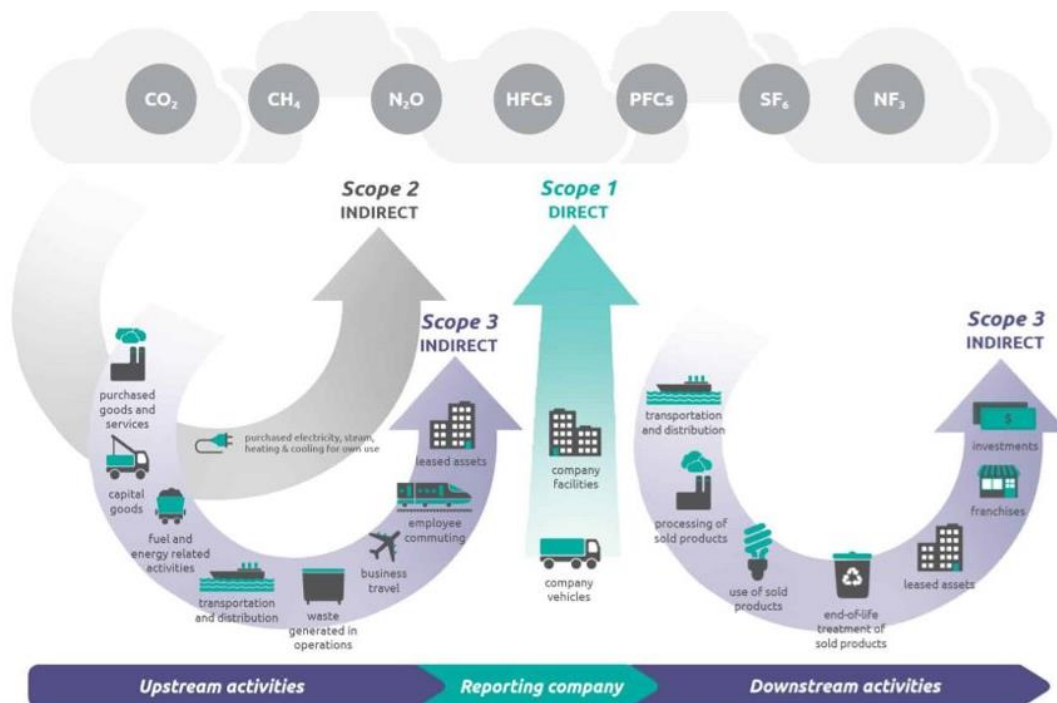 CO₂
CH₄
N₂O
HFCs
PFCs
SF₆
NF₃
Scope 2
INDIRECT
Scope 1
DIRECT
Scope 3
INDIRECT
Scope 3
INDIRECT
purchased
goods and
services
capital
goods
fuel and
energy related
activities
transportation
and distribution
waste
generated in
operations
business
travel
employee
commuting
leased assets
purchased electricity, steam,
heating & cooling for own use
company
facilities
company
vehicles
transportation
and distribution
processing of
sold products
use of sold
products
end-of-life
treatment of
sold products
leased assets
franchises
$
investments
Upstream activities
Reporting company
Downstream activities